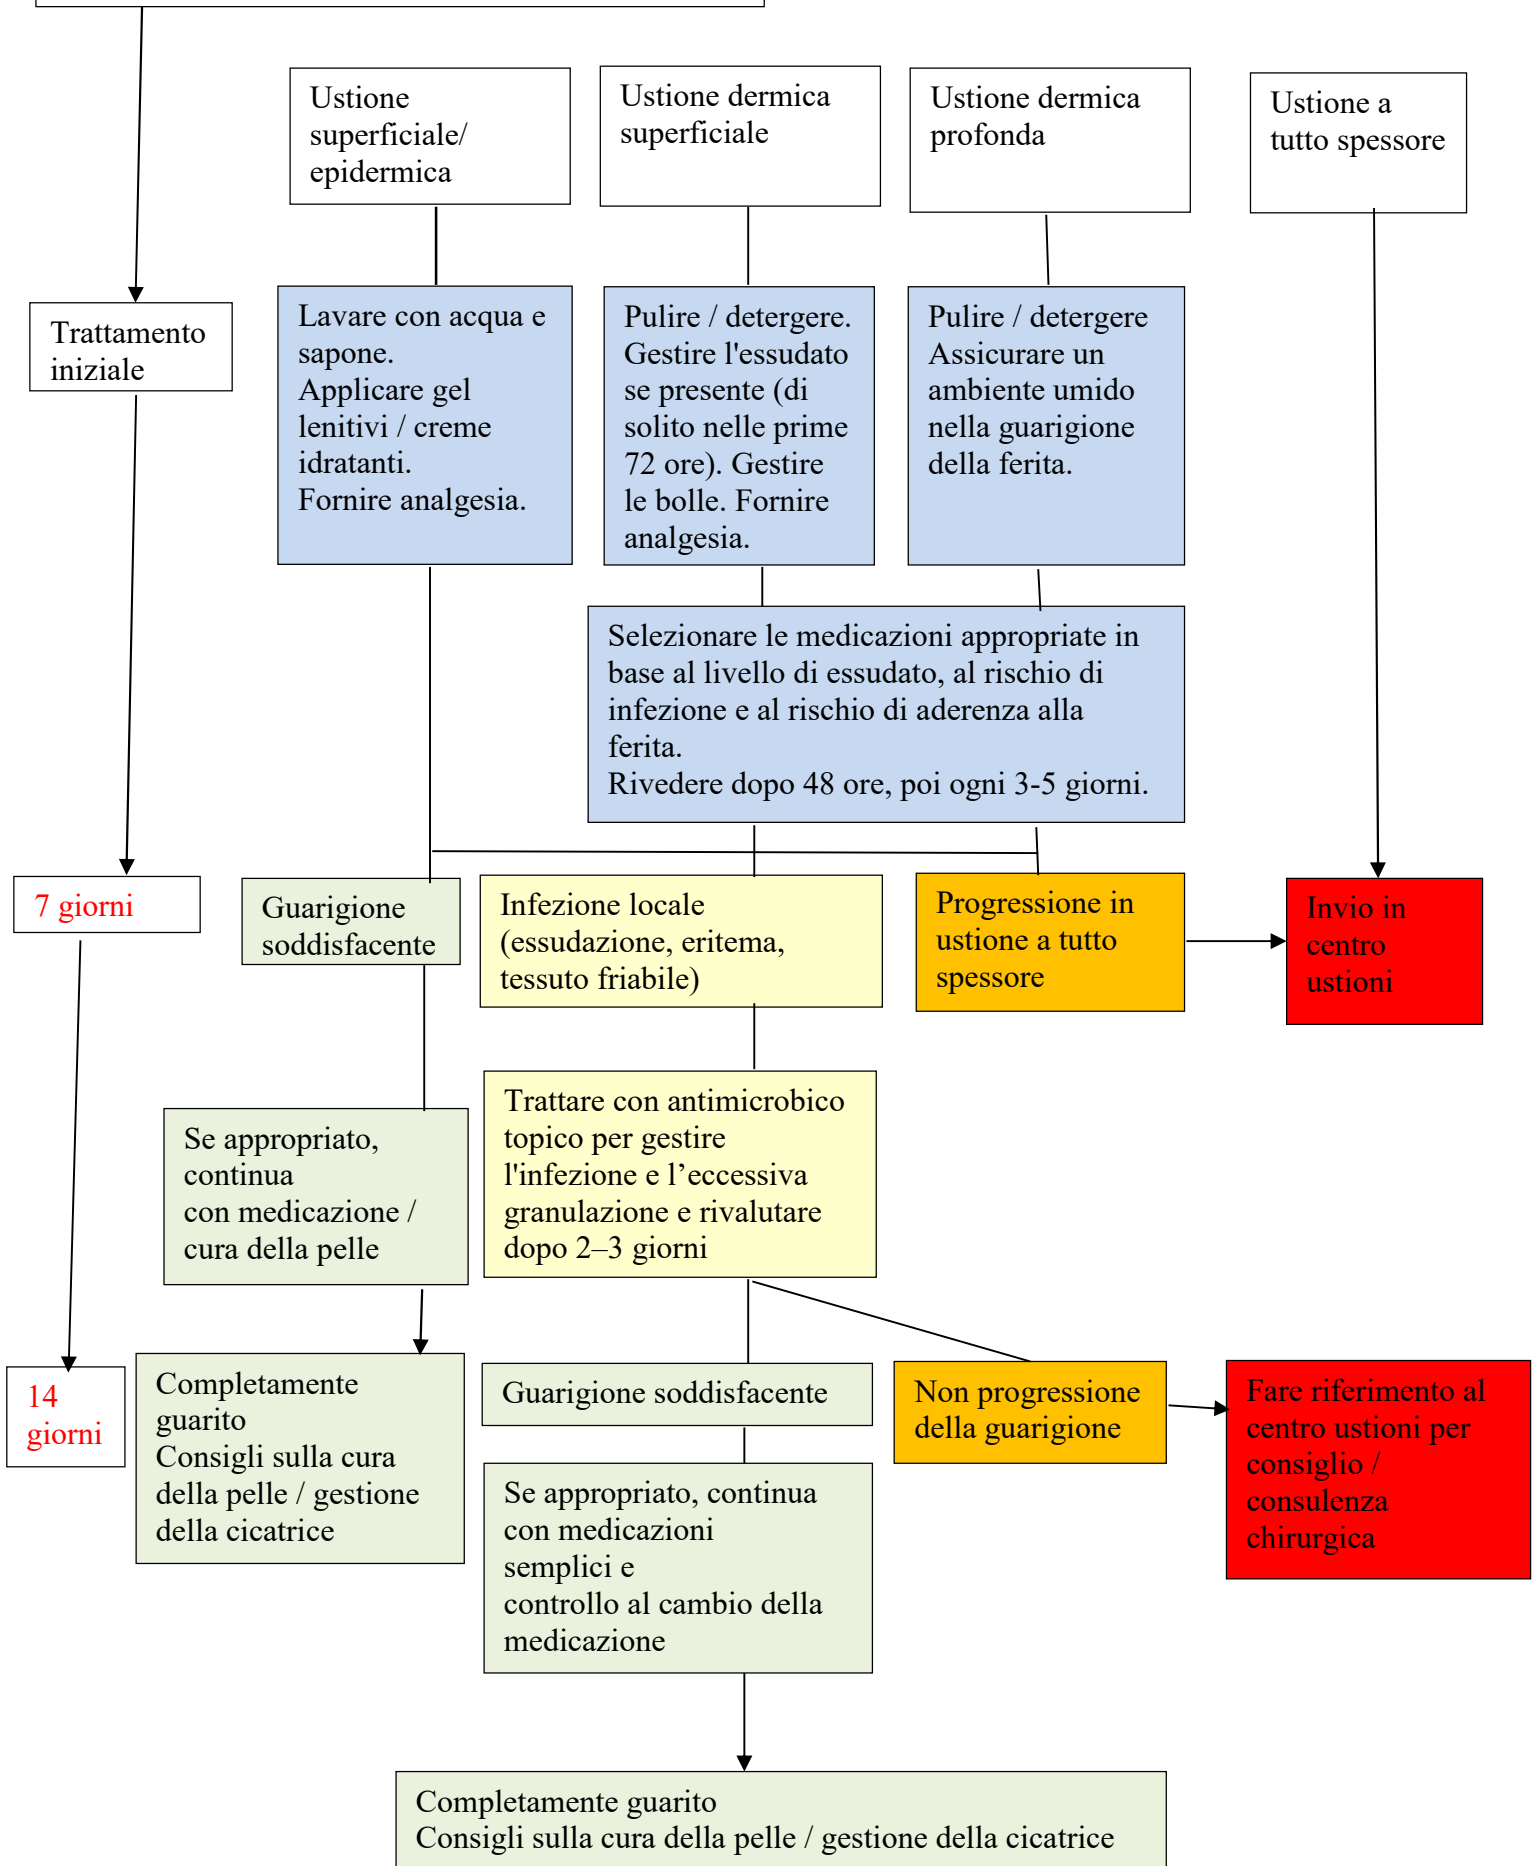 Ustione
superficiale/
epidermica
Ustione dermica
superficiale
Ustione dermica
profonda
Ustione a
tutto spessore
Trattamento
iniziale
Lavare con acqua e
sapone.
Applicare gel
lenitivi / creme
idratanti.
Fornire analgesia.
Pulire / detergere.
Gestire l'essudato
se presente (di
solito nelle prime
72 ore). Gestire
le bolle. Fornire
analgesia.
Pulire / detergere
Assicurare un
ambiente umido
nella guarigione
della ferita.
Selezionare le medicazioni appropriate in
base al livello di essudato, al rischio di
infezione e al rischio di aderenza alla
ferita.
Rivedere dopo 48 ore, poi ogni 3-5 giorni.
7 giorni
Guarigione
soddisfacente
Infezione locale
(essudazione, eritema,
tessuto friabile)
Progressione in
ustione a tutto
spessore
Invio in
centro
ustioni
Se appropriato,
continua
con medicazione /
cura della pelle
Trattare con antimicrobico
topico per gestire
l'infezione e l’eccessiva
granulazione e rivalutare
dopo 2–3 giorni
14
giorni
Completamente
guarito
Consigli sulla cura
della pelle / gestione
della cicatrice
Guarigione soddisfacente
Non progressione
della guarigione
Fare riferimento al
centro ustioni per
consiglio /
consulenza
chirurgica
Se appropriato, continua
con medicazioni
semplici e
controllo al cambio della
medicazione
Completamente guarito
Consigli sulla cura della pelle / gestione della cicatrice